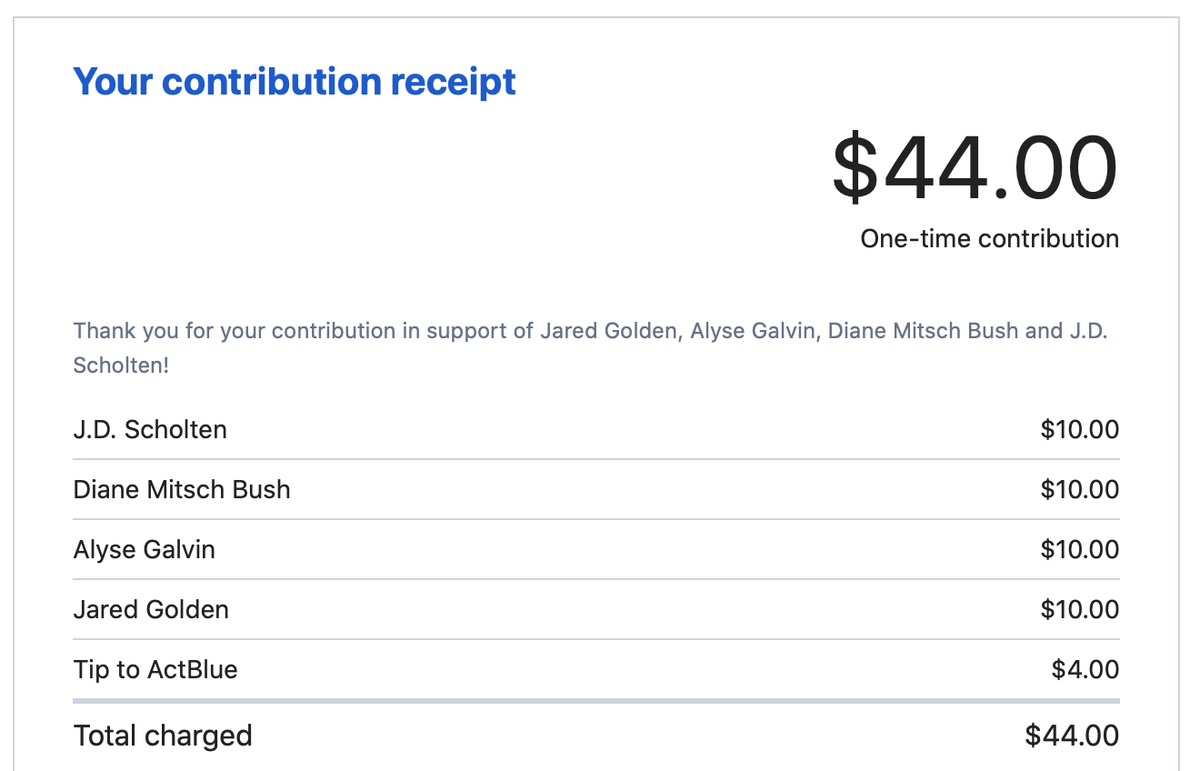 Your contribution receipt
$44.00
One-time contribution
Thank you for your contribution in support of Jared Golden, Alyse Galvin, Diane Mitsch Bush and J.D.
Scholten!
J.D. Scholten $10.00
Diane Mitsch Bush $10.00
Alyse Galvin $10.00
Jared Golden $10.00
Tip to ActBlue $4.00
Total charged $44.00